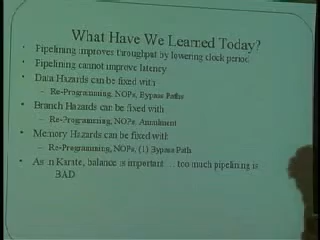 What Have We Learned Today?
• Pipelining improves throughput by lowering clock period
• Pipelining cannot improve latency
• Data Hazards can be fixed with
– Re-Programming, NOPs, Bypass Paths
• Branch Hazards can be fixed with
– Re-Programming, NOPs, Annulment
• Memory Hazards can be fixed with
– Re-Programming, NOPs, (1) Bypass Path
• As in Karate, balance is important ... too much pipelining is
BAD